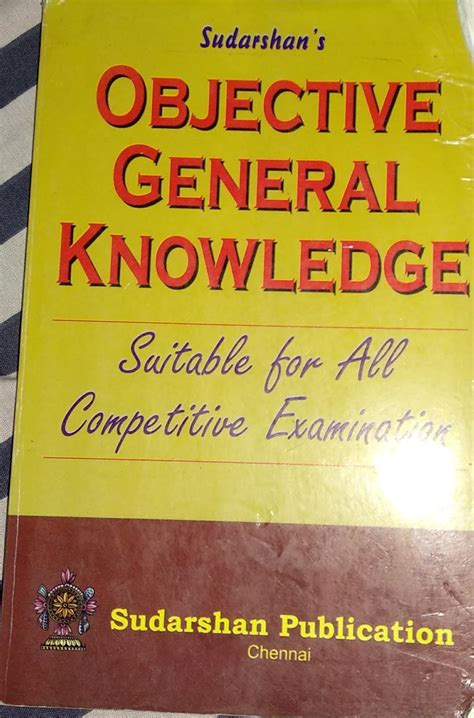 Sudarshan's
OBJECTIVE
GENERAL
KNOWLEDGE
Suitable for All
Competitive Examination
Sudarshan Publication
Chennai